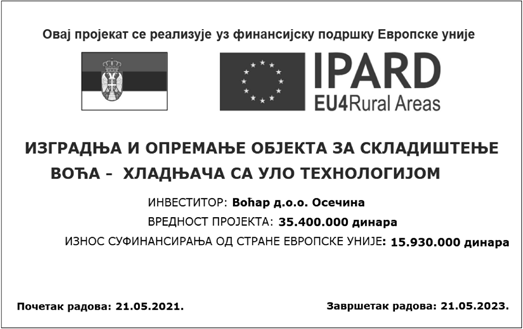 Овај пројекат се реализује уз финансијску подршку Европске уније
IPARD
EU4Rural Areas
ИЗГРАДЊА И ОПРЕМАЊЕ ОБЈЕКТА ЗА СКЛАДИШТЕЊЕ
ВОЋА – ХЛАДЊАЧА СА УЛО ТЕХНОЛОГИЈОМ
ИНВЕСТИТОР: Воћар д.о.о. Осечина
ВРЕДНОСТ ПРОЈЕКТА: 35.400.000 динара
ИЗНОС СУФИНАНСИРАЊА ОД СТРАНЕ ЕВРОПСКЕ УНИЈЕ: 15.930.000 динара
Почетак радова: 21.05.2021.
Завршетак радова: 21.05.2023.